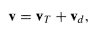 v = v_T + v_d,